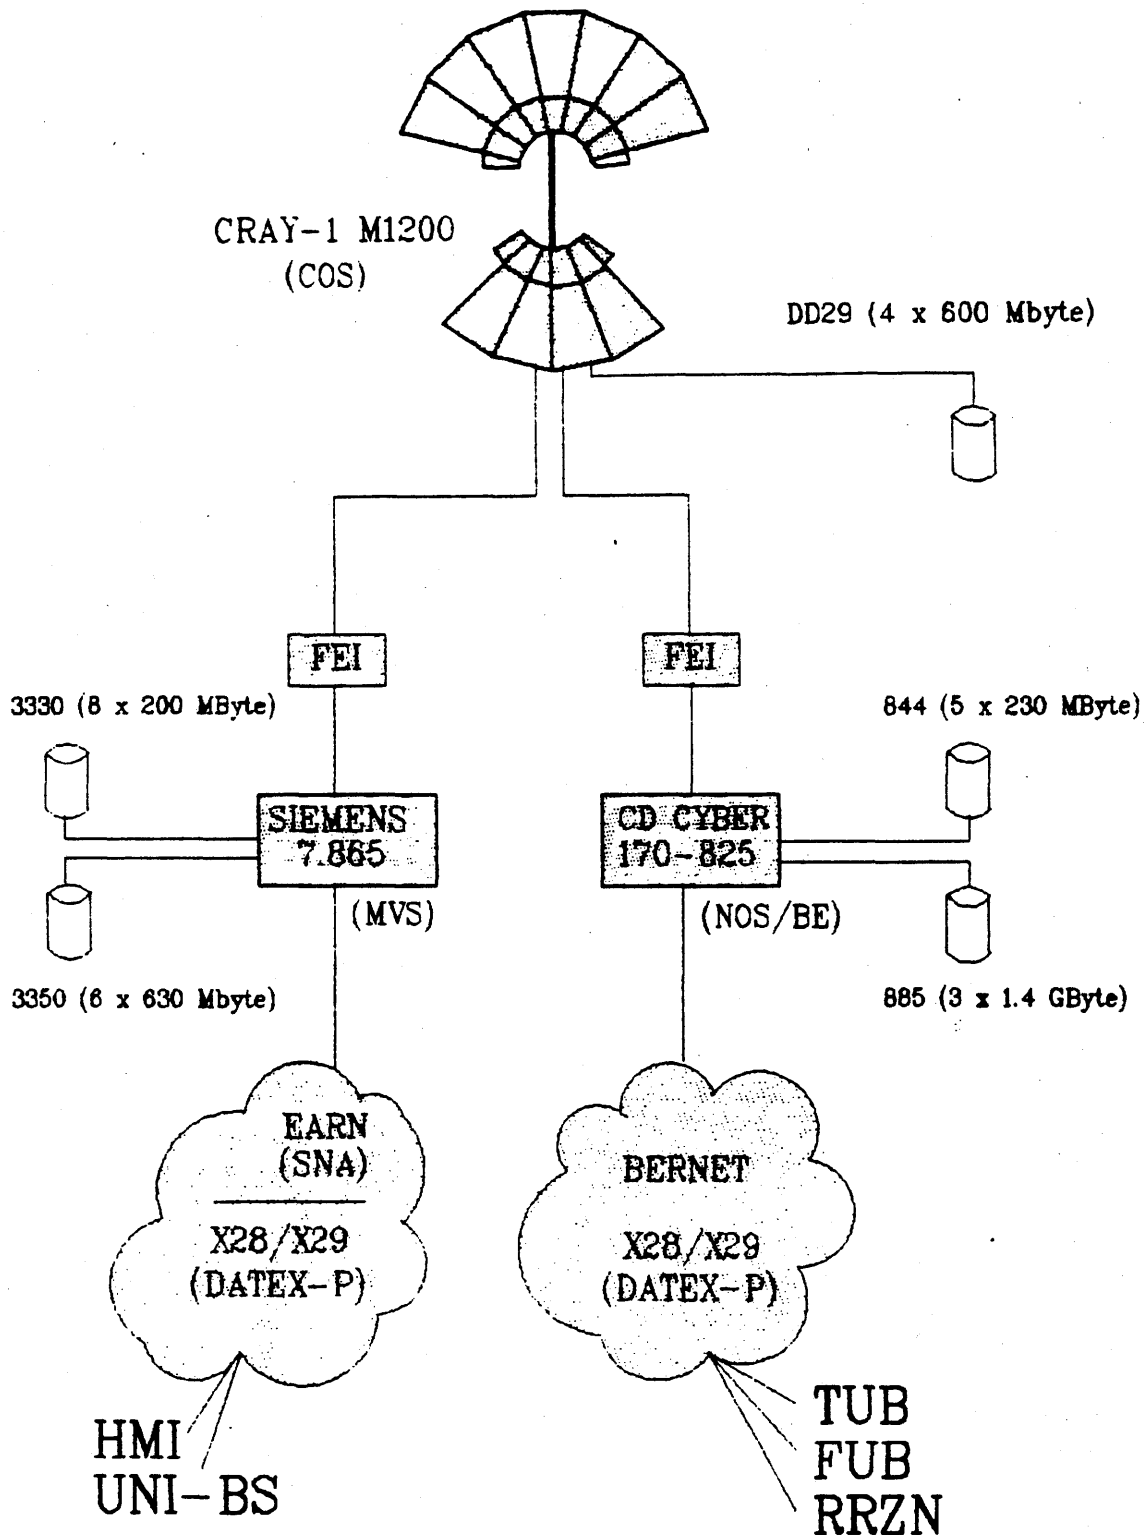 CRAY-1 M1200
(COS)
DD29 (4 x 600 Mbyte)
FEI
FEI
3330 (8 x 200 MByte)
844 (5 x 230 MByte)
SIEMENS
7.865
CD CYBER
170-825
(MVS)
(NOS/BE)
3350 (6 x 630 Mbyte)
885 (3 x 1.4 GByte)
EARN
(SNA)
X28/X29
(DATEX-P)
BERNET
X28/X29
(DATEX-P)
HMI
UNI-BS
TUB
FUB
RRZN